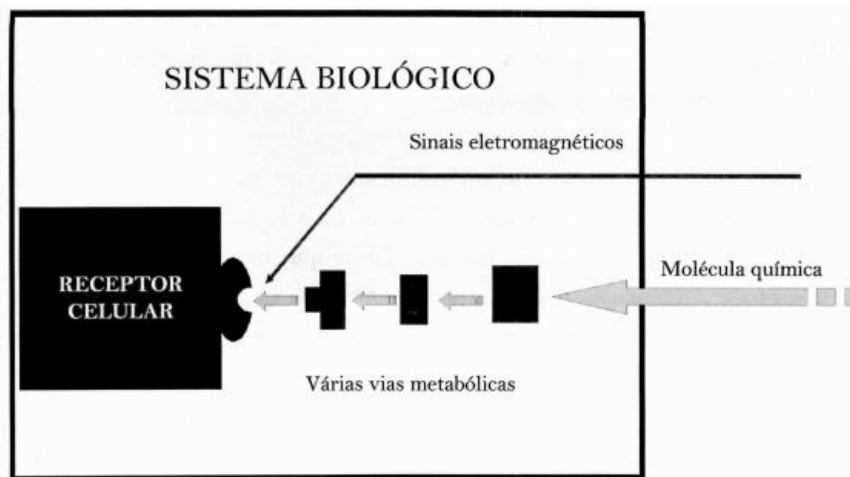 SISTEMA BIOLÓGICO
Sinais eletromagnéticos
RECEPTOR
CELULAR
Molécula química
Várias vias metabólicas